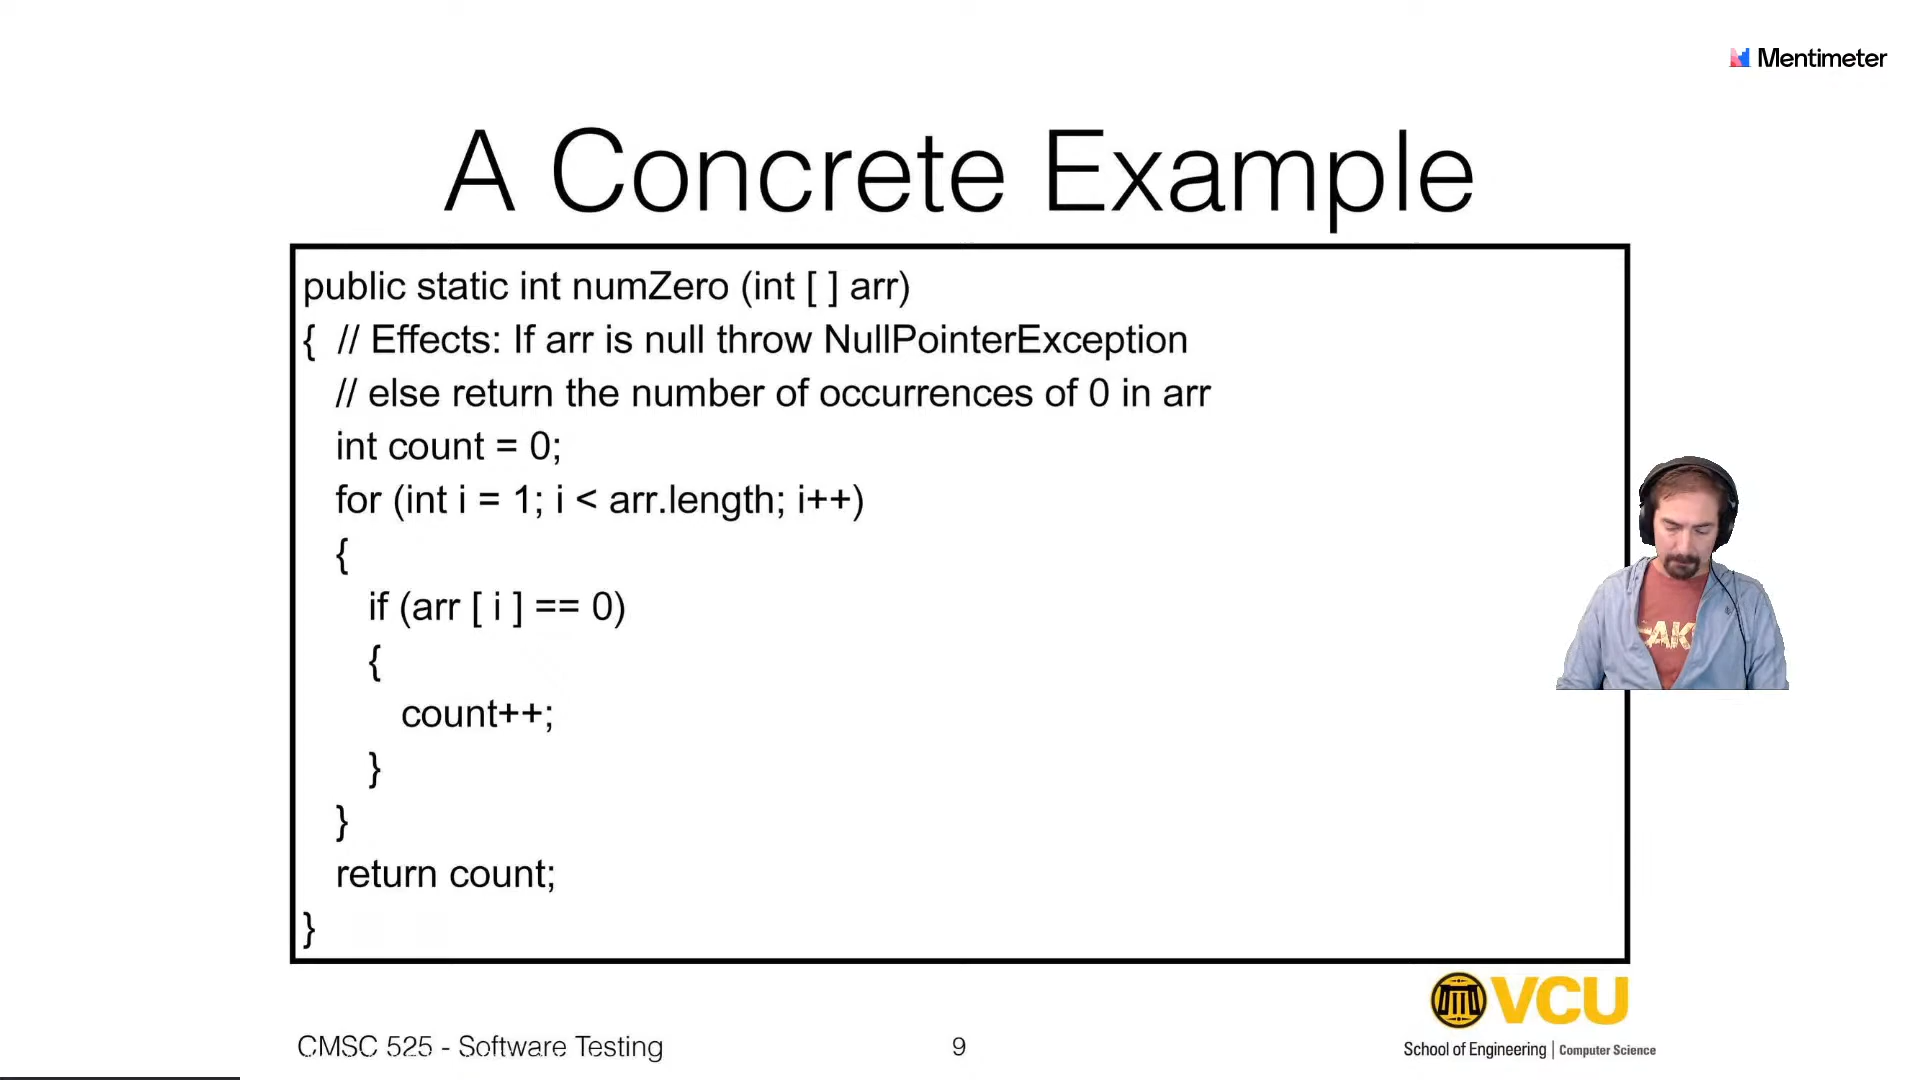 Mentimeter
A Concrete Example
public static int numZero (int [ ] arr)
{ // Effects: If arr is null throw NullPointerException
// else return the number of occurrences of 0 in arr
int count = 0;
for (int i = 1; i < arr.length; i++)
{
if (arr [ i ] == 0)
{
count++;
}
}
return count;
}
VCU
CMSC 525 - Software Testing
9
School of Engineering | Computer Science